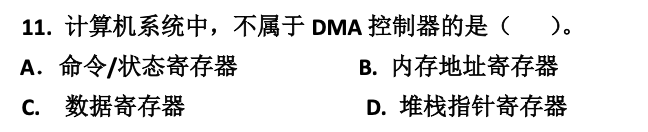 11. 计算机系统中，不属于 DMA 控制器的是（    ）。
A. 命令/状态寄存器    B. 内存地址寄存器
C. 数据寄存器    D. 堆栈指针寄存器